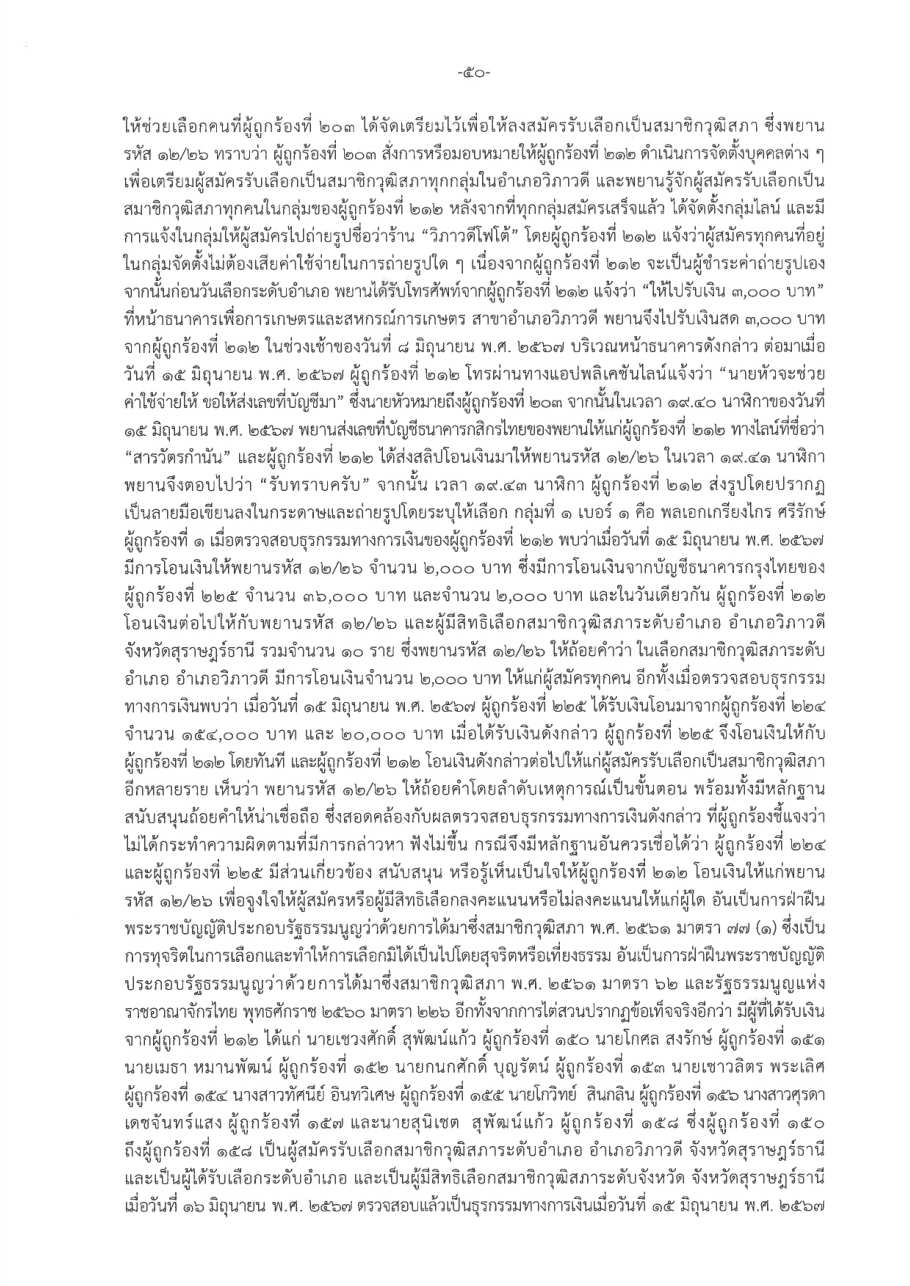 -๕๐-
ให้ช่วยเลือกคนที่ผู้ถูกร้องที่ ๒๐๓ ได้จัดเตรียมไว้เพื่อให้ลงสมัครรับเลือกเป็นสมาชิกวุฒิสภา ซึ่งพยาน
รหัส ๑๒/๒๖ ทราบว่า ผู้ถูกร้องที่ ๒๐๓ สั่งการหรือมอบหมายให้ผู้ถูกร้องที่ ๒๑๒ ดำเนินการจัดตั้งบุคคลต่าง ๆ
เพื่อเตรียมผู้สมัครรับเลือกเป็นสมาชิกวุฒิสภาทุกกลุ่มในอำเภอวิภาวดี และพยานรู้จักผู้สมัครรับเลือกเป็น
สมาชิกวุฒิสภาทุกคนในกลุ่มของผู้ถูกร้องที่ ๒๑๒ หลังจากที่ทุกกลุ่มสมัครเสร็จแล้ว ได้จัดตั้งกลุ่มไลน์ และมี
การแจ้งในกลุ่มให้ผู้สมัครไปถ่ายรูปชื่อว่าร้าน “วิภาวดีโฟโต้” โดยผู้ถูกร้องที่ ๒๑๒ แจ้งว่าผู้สมัครทุกคนที่อยู่
ในกลุ่มจัดตั้งไม่ต้องเสียค่าใช้จ่ายในการถ่ายรูปใด ๆ เนื่องจากผู้ถูกร้องที่ ๒๑๒ จะเป็นผู้ชำระค่าถ่ายรูปเอง
จากนั้นก่อนวันเลือกระดับอำเภอ พยานได้รับโทรศัพท์จากผู้ถูกร้องที่ ๒๑๒ แจ้งว่า “ให้ไปรับเงิน ๓,๐๐๐ บาท”
ที่หน้าธนาคารเพื่อการเกษตรและสหกรณ์การเกษตร สาขาอำเภอวิภาวดี พยานจึงไปรับเงินสด ๓,๐๐๐ บาท
จากผู้ถูกร้องที่ ๒๑๒ ในช่วงเช้าของวันที่ ๘ มิถุนายน พ.ศ. ๒๕๖๗ บริเวณหน้าธนาคารดังกล่าว ต่อมาเมื่อ
วันที่ ๑๕ มิถุนายน พ.ศ. ๒๕๖๗ ผู้ถูกร้องที่ ๒๑๒ โทรผ่านทางแอปพลิเคชันไลน์แจ้งว่า “นายหัวจะช่วย
ค่าใช้จ่ายให้ ขอให้ส่งเลขที่บัญชีมา” ซึ่งนายหัวหมายถึงผู้ถูกร้องที่ ๒๐๓ จากนั้นในเวลา ๑๙.๔๐ นาฬิกาของวันที่
๑๕ มิถุนายน พ.ศ. ๒๕๖๗ พยานส่งเลขที่บัญชีธนาคารกสิกรไทยของพยานให้แก่ผู้ถูกร้องที่ ๒๑๒ ทางไลน์ที่ชื่อว่า
“สารวัตรกำนัน” และผู้ถูกร้องที่ ๒๑๒ ได้ส่งสลิปโอนเงินมาให้พยานรหัส ๑๒/๒๖ ในเวลา ๑๙.๔๑ นาฬิกา
พยานจึงตอบไปว่า “รับทราบครับ” จากนั้น เวลา ๑๙.๔๓ นาฬิกา ผู้ถูกร้องที่ ๒๑๒ ส่งรูปโดยปรากฏ
เป็นลายมือเขียนลงในกระดาษและถ่ายรูปโดยระบุให้เลือก กลุ่มที่ ๑ เบอร์ ๑ คือ พลเอกเกรียงไกร ศรีรักษ์
ผู้ถูกร้องที่ ๑ เมื่อตรวจสอบธุรกรรมทางการเงินของผู้ถูกร้องที่ ๒๑๒ พบว่าเมื่อวันที่ ๑๕ มิถุนายน พ.ศ. ๒๕๖๗
มีการโอนเงินให้พยานรหัส ๑๒/๒๖ จำนวน ๒,๐๐๐ บาท ซึ่งมีการโอนเงินจากบัญชีธนาคารกรุงไทยของ
ผู้ถูกร้องที่ ๒๒๕ จำนวน ๓๖,๐๐๐ บาท และจำนวน ๒,๐๐๐ บาท และในวันเดียวกัน ผู้ถูกร้องที่ ๒๑๒
โอนเงินต่อไปให้กับพยานรหัส ๑๒/๒๖ และผู้มีสิทธิเลือกสมาชิกวุฒิสภาระดับอำเภอ อำเภอวิภาวดี
จังหวัดสุราษฎร์ธานี รวมจำนวน ๑๐ ราย ซึ่งพยานรหัส ๑๒/๒๖ ให้ถ้อยคำว่า ในเลือกสมาชิกวุฒิสภาระดับ
อำเภอ อำเภอวิภาวดี มีการโอนเงินจำนวน ๒,๐๐๐ บาท ให้แก่ผู้สมัครทุกคน อีกทั้งเมื่อตรวจสอบธุรกรรม
ทางการเงินพบว่า เมื่อวันที่ ๑๕ มิถุนายน พ.ศ. ๒๕๖๗ ผู้ถูกร้องที่ ๒๒๕ ได้รับเงินโอนมาจากผู้ถูกร้องที่ ๒๒๔
จำนวน ๑๕๔,๐๐๐ บาท และ ๒๐,๐๐๐ บาท เมื่อได้รับเงินดังกล่าว ผู้ถูกร้องที่ ๒๒๕ จึงโอนเงินให้กับ
ผู้ถูกร้องที่ ๒๑๒ โดยทันที และผู้ถูกร้องที่ ๒๑๒ โอนเงินดังกล่าวต่อไปให้แก่ผู้สมัครรับเลือกเป็นสมาชิกวุฒิสภา
อีกหลายราย เห็นว่า พยานรหัส ๑๒/๒๖ ให้ถ้อยคำโดยลำดับเหตุการณ์เป็นขั้นตอน พร้อมทั้งมีหลักฐาน
สนับสนุนถ้อยคำให้น่าเชื่อถือ ซึ่งสอดคล้องกับผลตรวจสอบธุรกรรมทางการเงินดังกล่าว ที่ผู้ถูกร้องชี้แจงว่า
ไม่ได้กระทำความผิดตามที่มีการกล่าวหา ฟังไม่ขึ้น กรณีจึงมีหลักฐานอันควรเชื่อได้ว่า ผู้ถูกร้องที่ ๒๒๔
และผู้ถูกร้องที่ ๒๒๕ มีส่วนเกี่ยวข้อง สนับสนุน หรือรู้เห็นเป็นใจให้ผู้ถูกร้องที่ ๒๑๒ โอนเงินให้แก่พยาน
รหัส ๑๒/๒๖ เพื่อจูงใจให้ผู้สมัครหรือผู้มีสิทธิเลือกลงคะแนนหรือไม่ลงคะแนนให้แก่ผู้ใด อันเป็นการฝ่าฝืน
พระราชบัญญัติประกอบรัฐธรรมนูญว่าด้วยการได้มาซึ่งสมาชิกวุฒิสภา พ.ศ. ๒๕๖๑ มาตรา ๗๗ (๑) ซึ่งเป็น
การทุจริตในการเลือกและทำให้การเลือกมิได้เป็นไปโดยสุจริตหรือเที่ยงธรรม อันเป็นการฝ่าฝืนพระราชบัญญัติ
ประกอบรัฐธรรมนูญว่าด้วยการได้มาซึ่งสมาชิกวุฒิสภา พ.ศ. ๒๕๖๑ มาตรา ๖๒ และรัฐธรรมนูญแห่ง
ราชอาณาจักรไทย พุทธศักราช ๒๕๖๐ มาตรา ๒๒๖ อีกทั้งจากการไต่สวนปรากฏข้อเท็จจริงอีกว่า มีผู้ที่ได้รับเงิน
จากผู้ถูกร้องที่ ๒๑๒ ได้แก่ นายเชวงศักดิ์ สุพัฒน์แก้ว ผู้ถูกร้องที่ ๑๕๐ นายโกศล สงรักษ์ ผู้ถูกร้องที่ ๑๕๑
นายเมธา หมานพัฒน์ ผู้ถูกร้องที่ ๑๕๒ นายกนกศักดิ์ บุญรัตน์ ผู้ถูกร้องที่ ๑๕๓ นายเชาวลิตร พระเลิศ
ผู้ถูกร้องที่ ๑๕๔ นางสาวทัศนีย์ อินทวิเศษ ผู้ถูกร้องที่ ๑๕๕ นายโกวิทย์ สินกลิน ผู้ถูกร้องที่ ๑๕๖ นางสาวศุรดา
เดชจันทร์แสง ผู้ถูกร้องที่ ๑๕๗ และนายสุนิเชต สุพัฒน์แก้ว ผู้ถูกร้องที่ ๑๕๘ ซึ่งผู้ถูกร้องที่ ๑๕๐
ถึงผู้ถูกร้องที่ ๑๕๘ เป็นผู้สมัครรับเลือกสมาชิกวุฒิสภาระดับอำเภอ อำเภอวิภาวดี จังหวัดสุราษฎร์ธานี
และเป็นผู้ได้รับเลือกระดับอำเภอ และเป็นผู้มีสิทธิเลือกสมาชิกวุฒิสภาระดับจังหวัด จังหวัดสุราษฎร์ธานี
เมื่อวันที่ ๑๖ มิถุนายน พ.ศ. ๒๕๖๗ ตรวจสอบแล้วเป็นธุรกรรมทางการเงินเมื่อวันที่ ๑๕ มิถุนายน พ.ศ. ๒๕๖๗